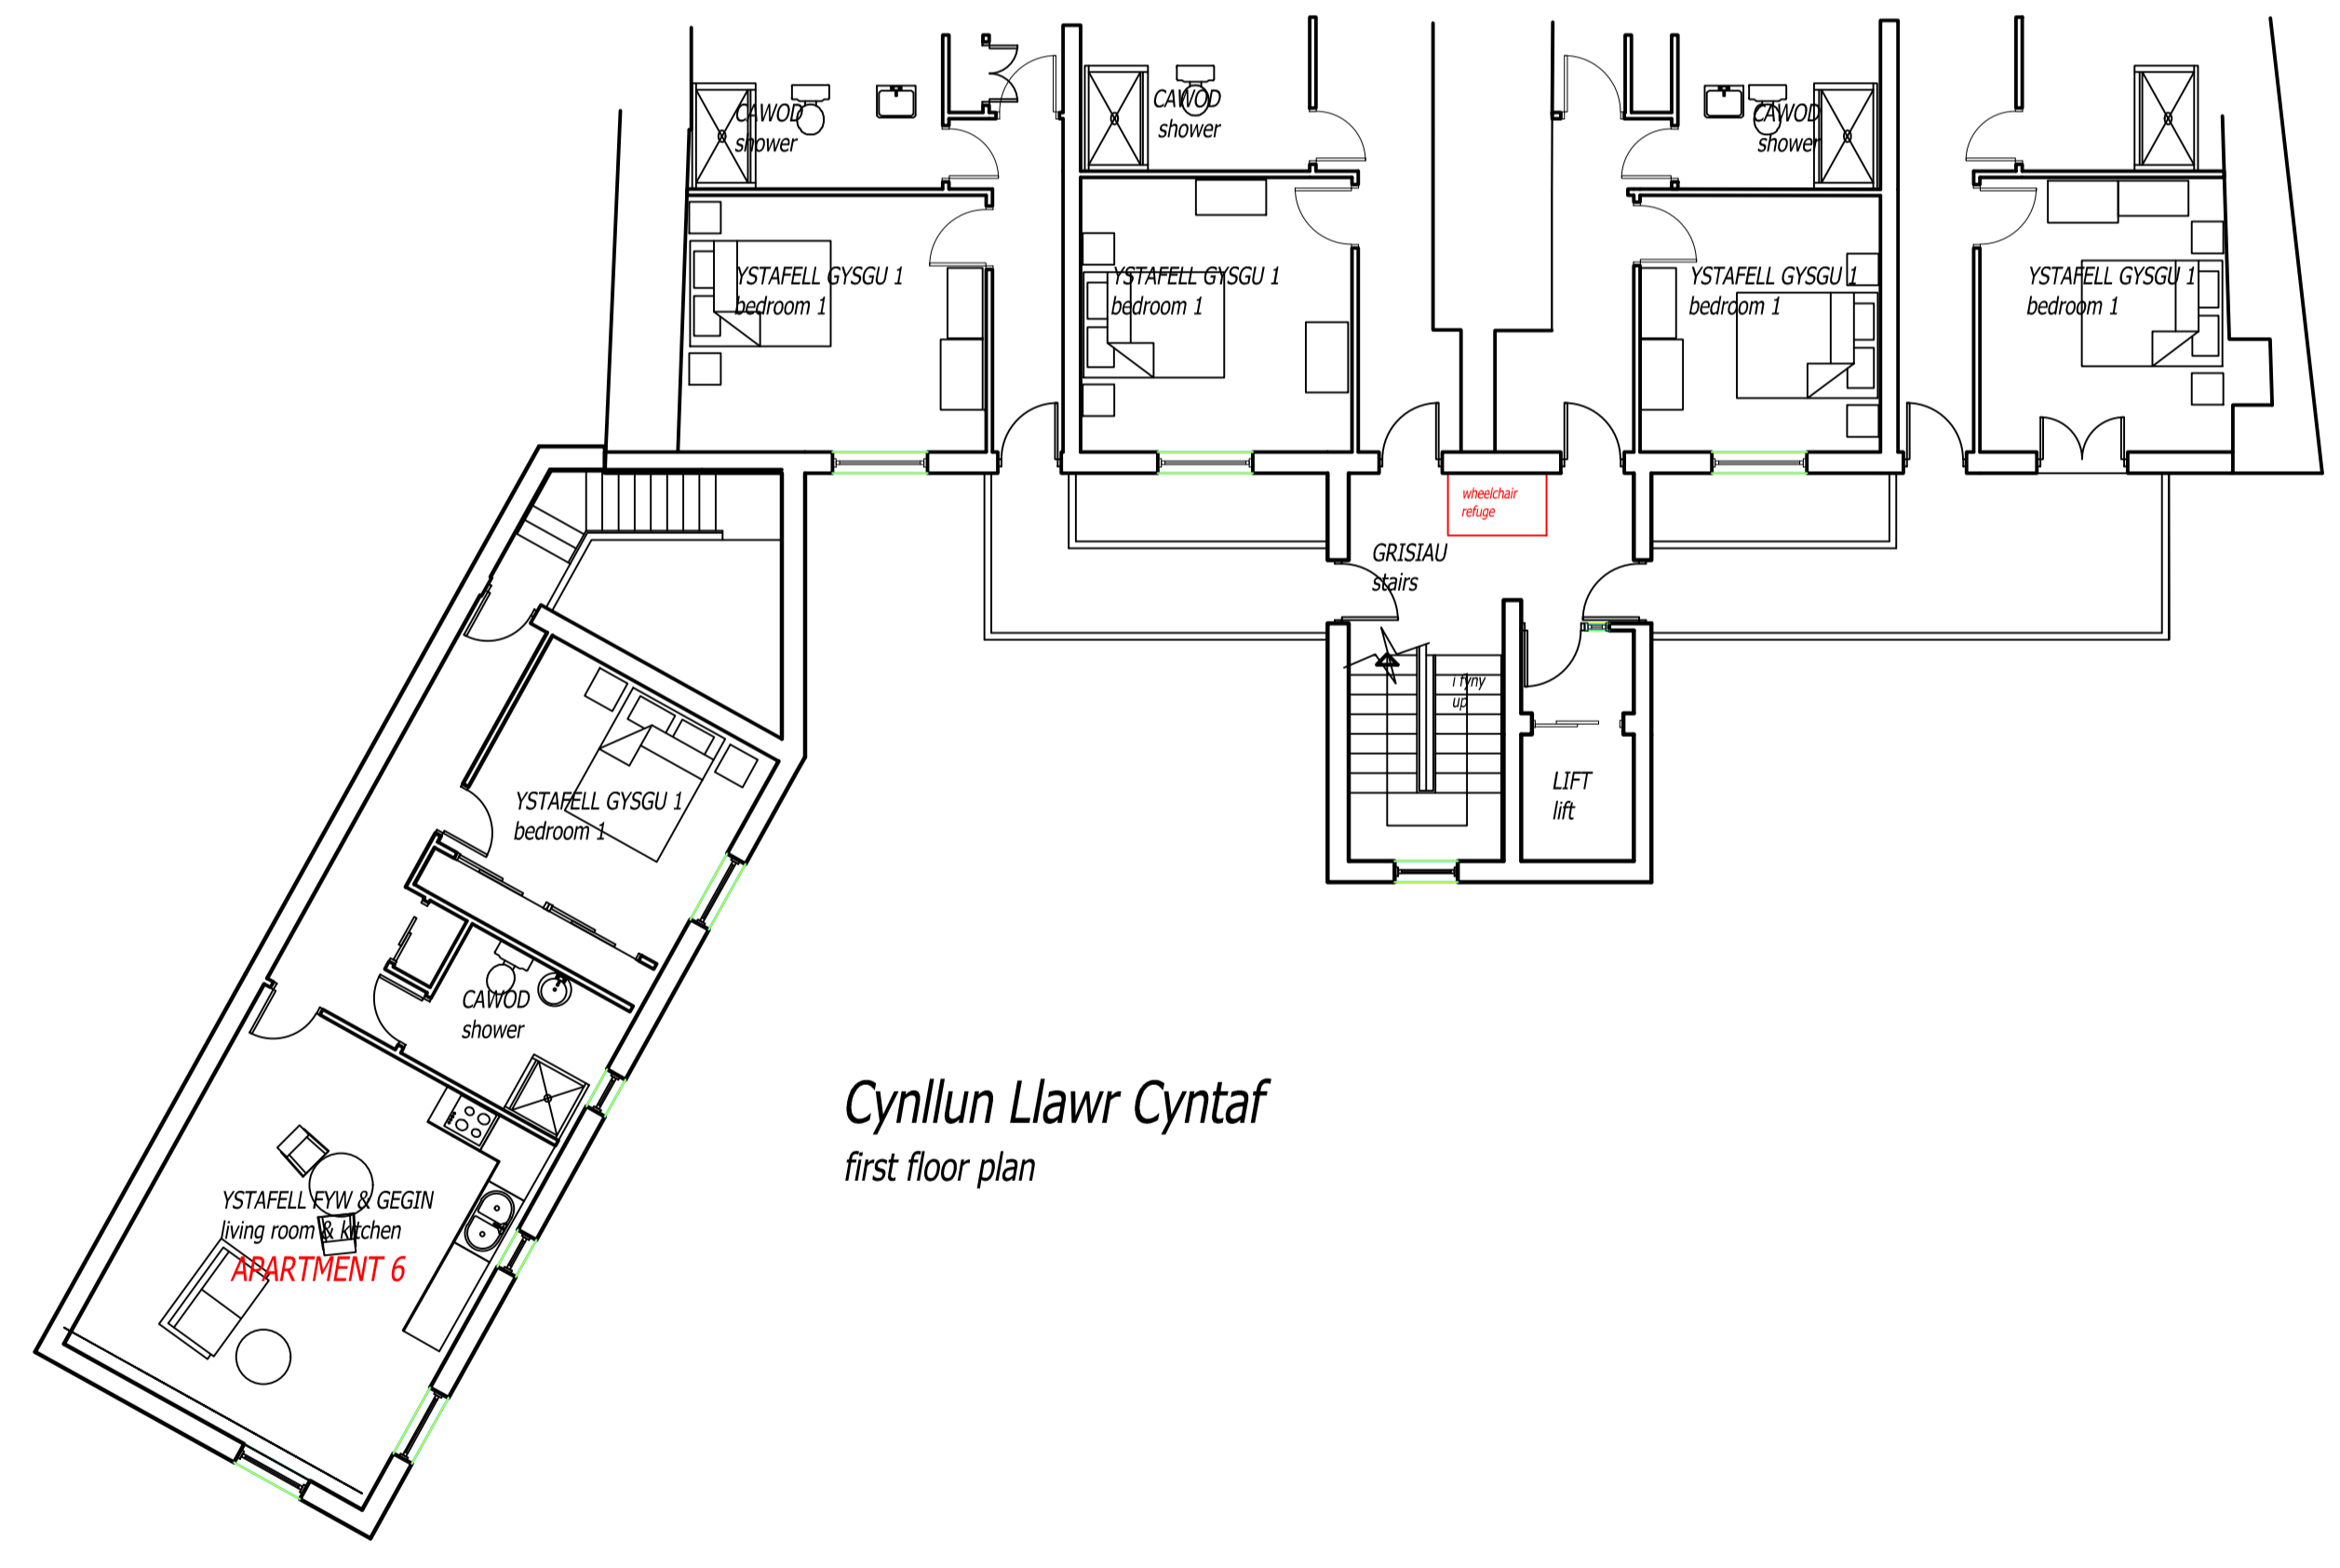 CAWOD
shower
CAWOD
shower
CAWOD
shower
YSTAFELL GYSGU 1
bedroom 1
YSTAFELL GYSGU 1
bedroom 1
YSTAFELL GYSGU 1
bedroom 1
YSTAFELL GYSGU 1
bedroom 1
wheelchair
refuge
GRISIAU
stairs
i fyny
up
LIFT
lift
YSTAFELL GYSGU 1
bedroom 1
CAWOD
shower
Cynllun Llawr Cyntaf
first floor plan
YSTAFELL FYW & GEGIN
living room & kitchen
APARTMENT 6